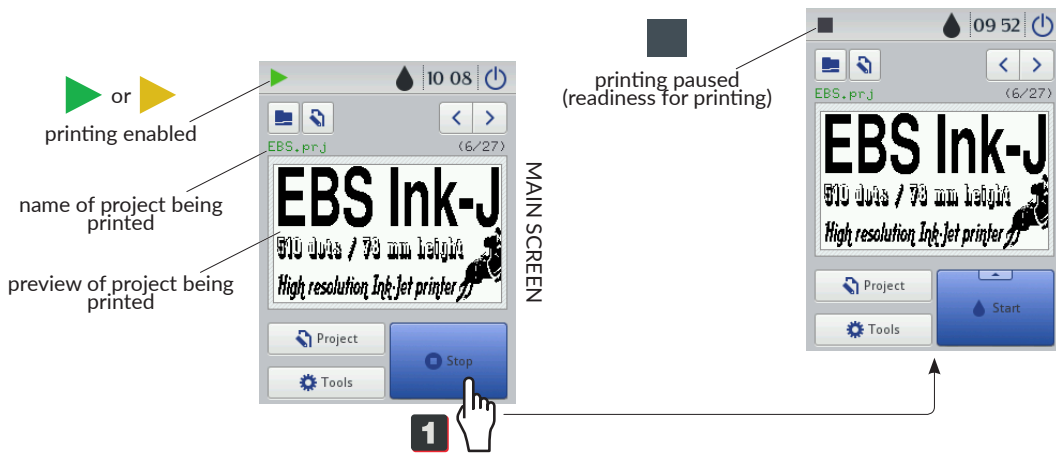 or
printing enabled
name of project being
printed
preview of project being
printed
10 08
EBS.prj
(6/27)
EBS Ink-J
510 dots / 78 mm height
High resolution Ink-Jet printer
Project
Tools
Stop
1
MAIN SCREEN
printing paused
(readiness for printing)
09 52
EBS.prj
(6/27)
EBS Ink-J
510 dots / 78 mm height
High resolution Ink-Jet printer
Project
Tools
Start